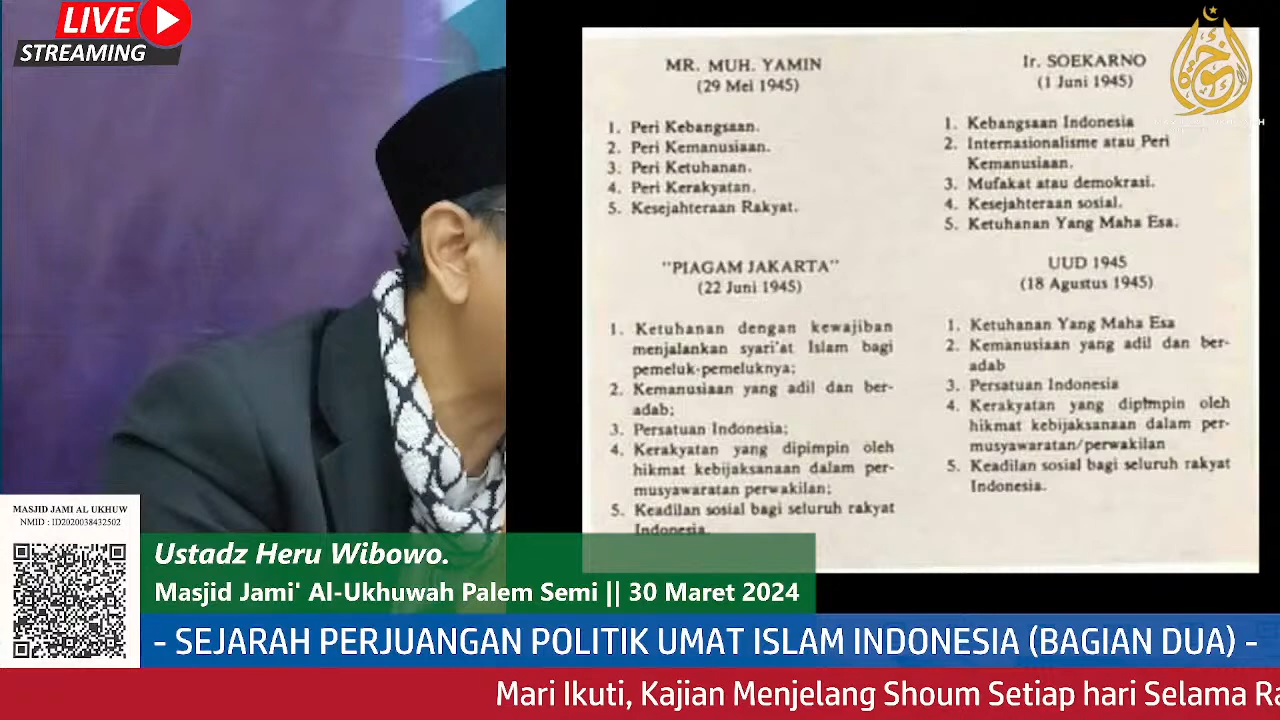 LIVE
STREAMING
MR. MUH. YAMIN
(29 Mei 1945)
1. Peri Kebangsaan.
2. Peri Kemanusiaan.
3. Peri Ketuhanan.
4. Peri Kerakyatan.
5. Kesejahteraan Rakyat.
Ir. SOEKARNO
(1 Juni 1945)
1. Kebangsaan Indonesia
2. Internasionalisme atau Peri
Kemanusiaan.
3. Mufakat atau demokrasi.
4. Kesejahteraan sosial.
5. Ketuhanan Yang Maha Esa.
"PIAGAM JAKARTA"
(22 Juni 1945)
1. Ketuhanan dengan kewajiban
menjalankan syari'at Islam bagi
pemeluk-pemeluknya;
2. Kemanusiaan yang adil dan ber-
adab;
3. Persatuan Indonesia;
4. Kerakyatan yang dipimpin oleh
hikmat kebijaksanaan dalam per-
musyawaratan perwakilan;
5. Keadilan sosial bagi seluruh rakyat
Indonesia.
UUD 1945
(18 Agustus 1945)
1. Ketuhanan Yang Maha Esa
2. Kemanusiaan yang adil dan ber-
adab
3. Persatuan Indonesia
4. Kerakyatan yang dipimpin oleh
hikmat kebijaksanaan dalam per-
musyawaratan/perwakilan
5. Keadilan sosial bagi seluruh rakyat
Indonesia.
MASJID JAMI AL UKHUW
NMID : ID2020038432502
Ustadz Heru Wibowo.
Masjid Jami' Al-Ukhuwah Palem Semi || 30 Maret 2024
- SEJARAH PERJUANGAN POLITIK UMAT ISLAM INDONESIA (BAGIAN DUA) -
Mari Ikuti, Kajian Menjelang Shoum Setiap hari Selama Ra